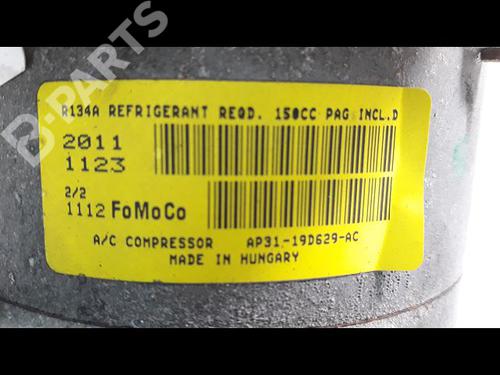 B-PARTS
R134A REFRIGERANT REQD. 150CC PAG INCL.D
2011
1123
2/2
1112 FoMoCo
A/C COMPRESSOR AP31-19D629-AC
MADE IN HUNGARY